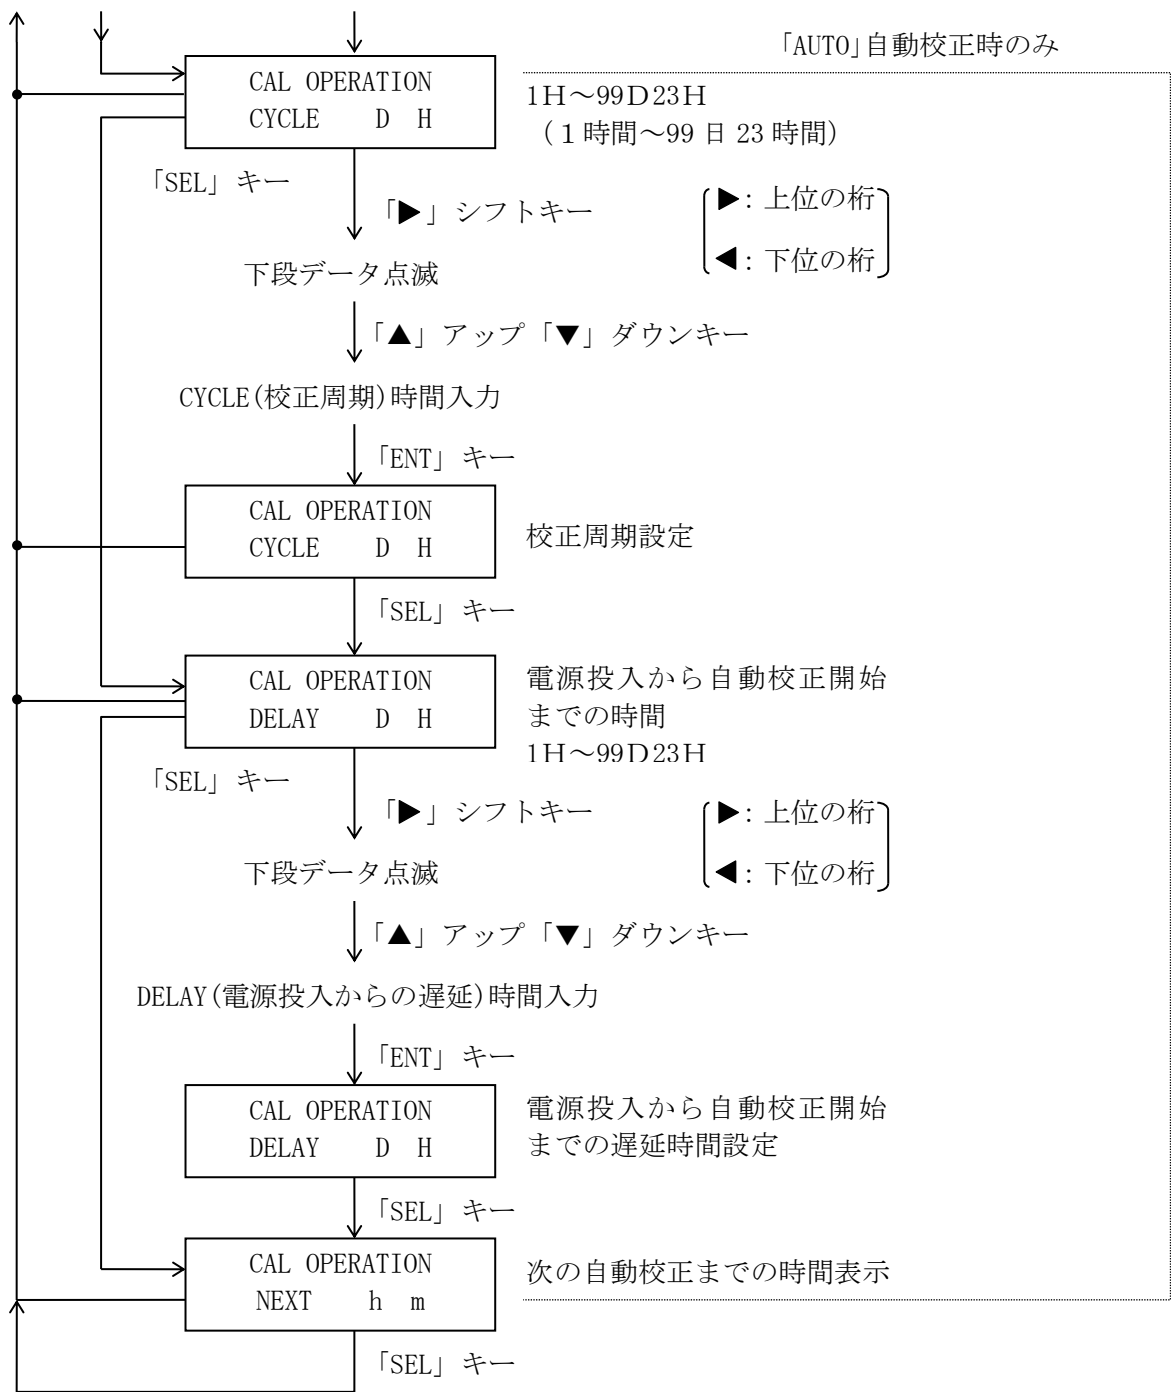 「AUTO」自動校正時のみ
CAL OPERATION
CYCLE D H
1H～99D23H
(１時間～99日23時間)
「SEL」キー
「▶」シフトキー
▶: 上位の桁
◀: 下位の桁
下段データ点滅
「▲」アップ「▼」ダウンキー
CYCLE(校正周期)時間入力
「ENT」キー
CAL OPERATION
CYCLE D H
校正周期設定
「SEL」キー
CAL OPERATION
DELAY D H
電源投入から自動校正開始
までの時間
1H～99D23H
「SEL」キー
「▶」シフトキー
▶: 上位の桁
◀: 下位の桁
下段データ点滅
「▲」アップ「▼」ダウンキー
DELAY(電源投入からの遅延)時間入力
「ENT」キー
CAL OPERATION
DELAY D H
電源投入から自動校正開始
までの遅延時間設定
「SEL」キー
CAL OPERATION
NEXT h m
次の自動校正までの時間表示
「SEL」キー